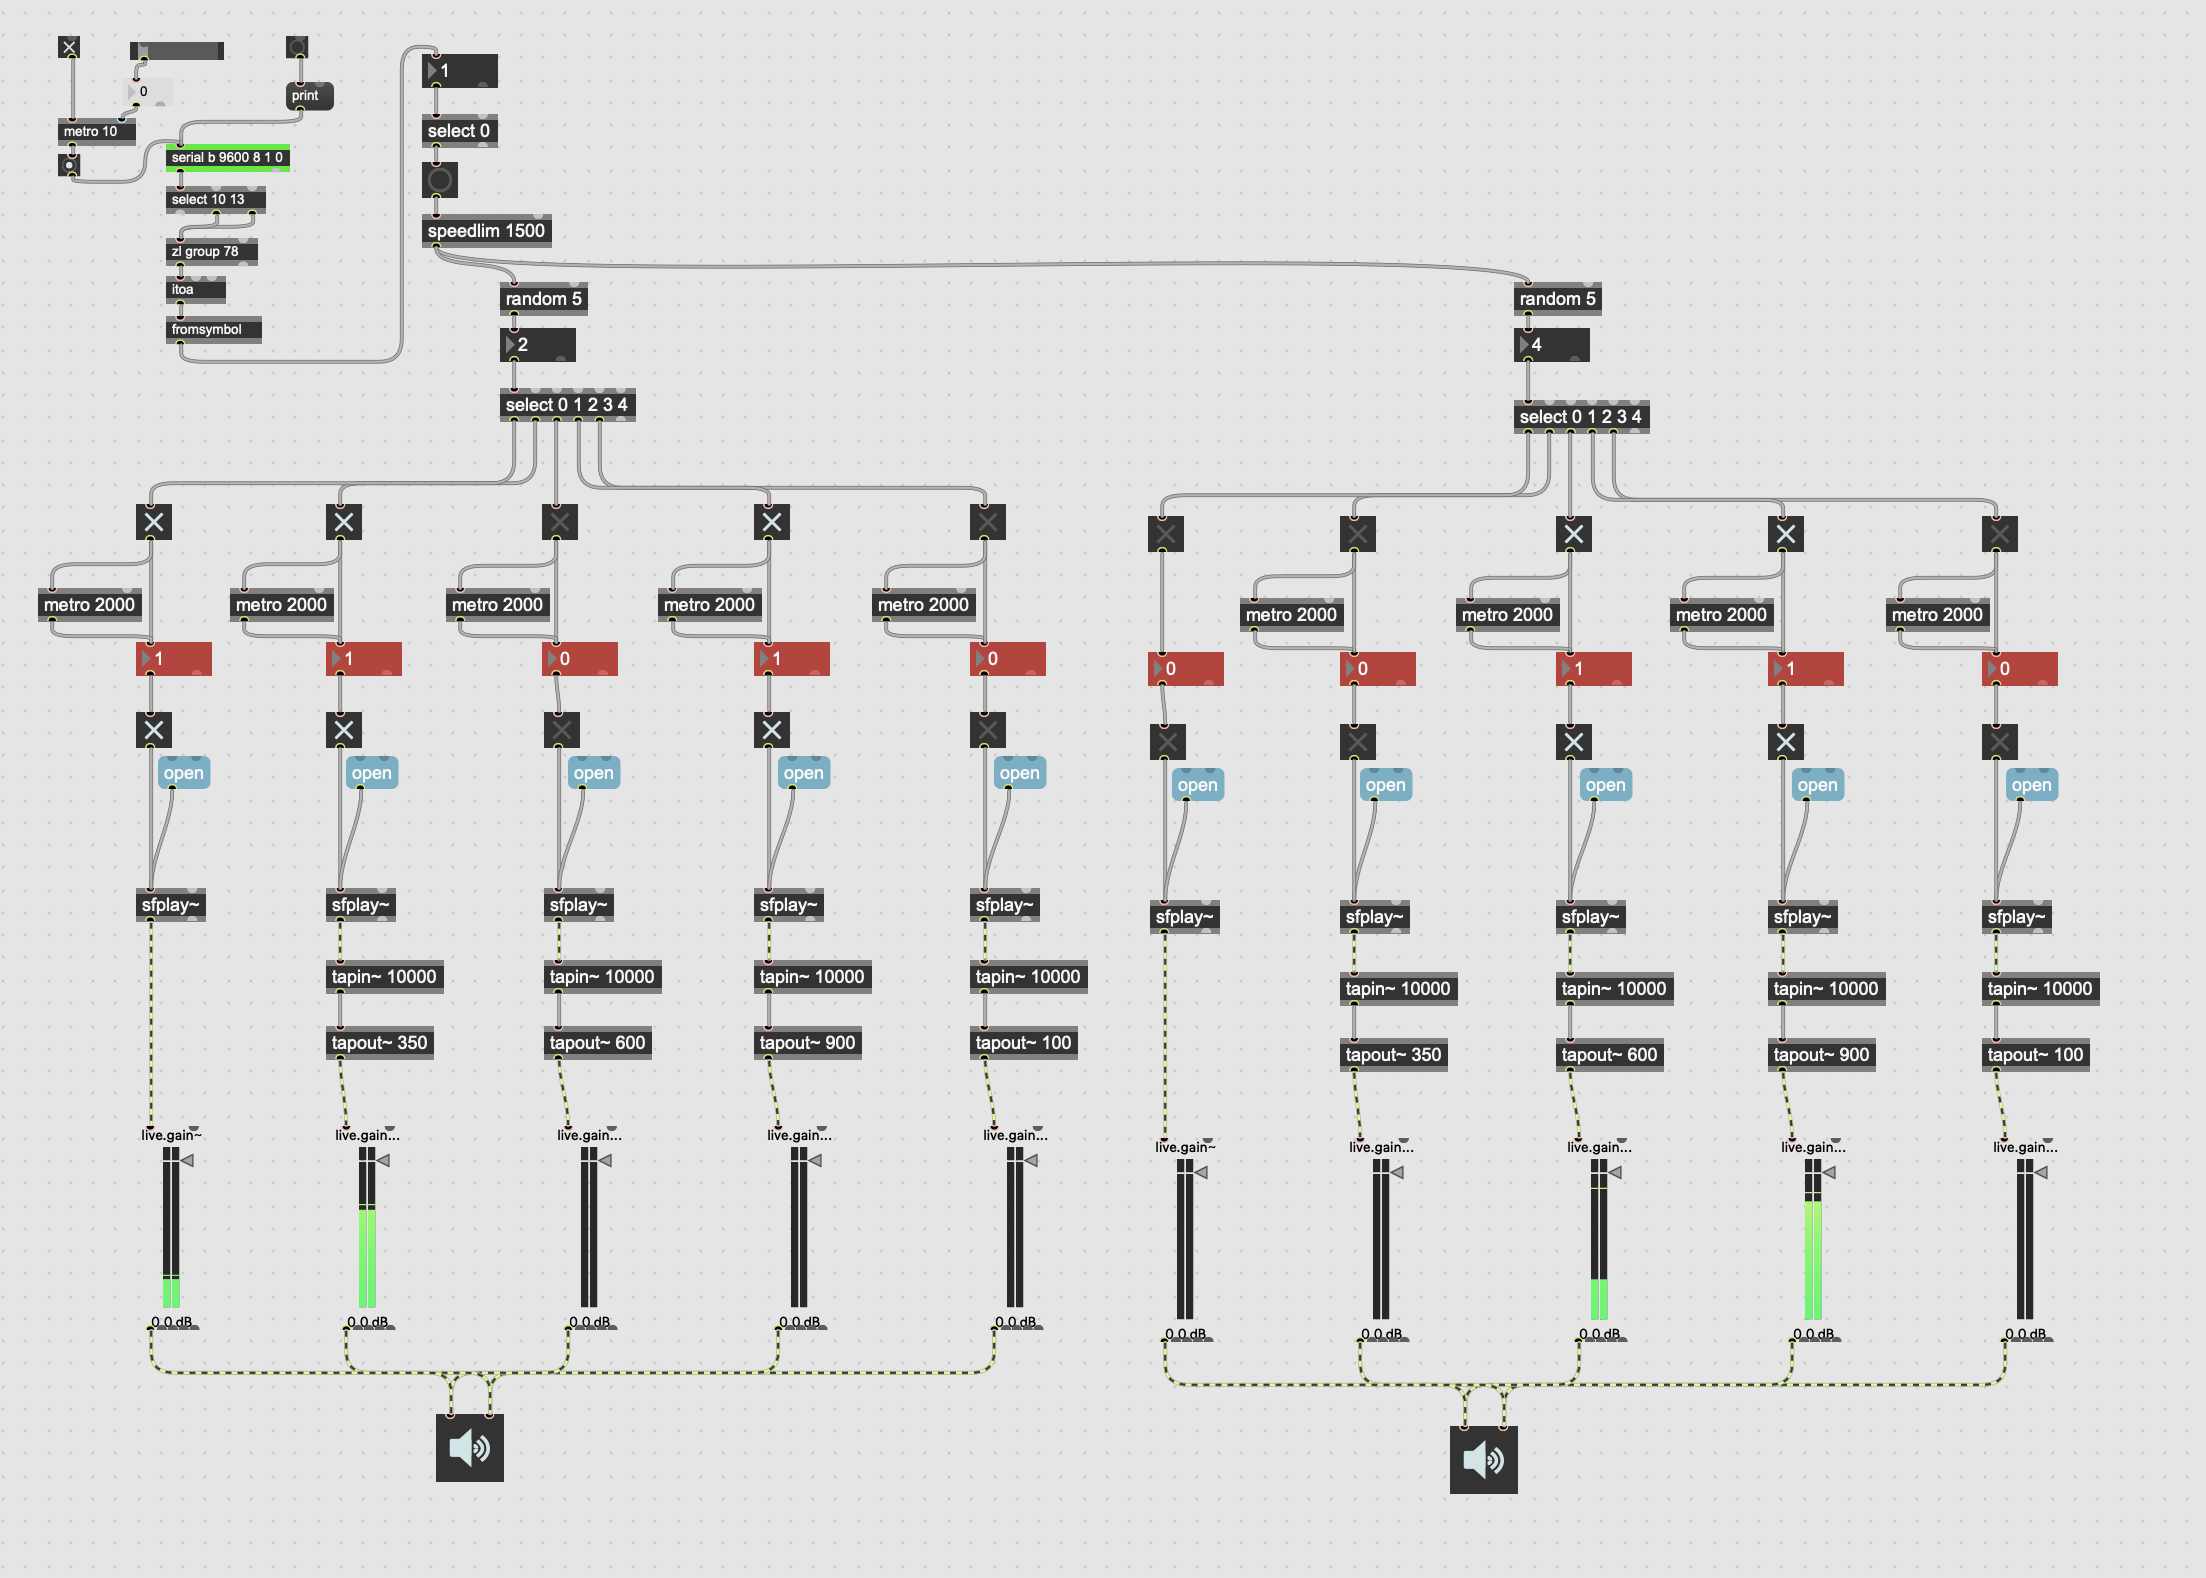 0
print
metro 10
serial b 9600 8 1 0
select 10 13
zl group 78
itoa
fromsymbol
1
select 0
speedlim 1500
random 5
2
select 0 1 2 3 4
random 5
4
select 0 1 2 3 4
metro 2000
metro 2000
metro 2000
metro 2000
metro 2000
1
1
0
1
0
open
open
open
open
open
sfplay~
sfplay~
sfplay~
sfplay~
sfplay~
tapin~ 10000
tapin~ 10000
tapin~ 10000
tapin~ 10000
tapout~ 350
tapout~ 600
tapout~ 900
tapout~ 100
live.gain~
live.gain...
live.gain...
live.gain...
live.gain...
0.0 dB
0.0 dB
0.0 dB
0.0 dB
0.0 dB
metro 2000
metro 2000
metro 2000
metro 2000
0
0
1
1
0
open
open
open
open
open
sfplay~
sfplay~
sfplay~
sfplay~
sfplay~
tapin~ 10000
tapin~ 10000
tapin~ 10000
tapin~ 10000
tapout~ 350
tapout~ 600
tapout~ 900
tapout~ 100
live.gain~
live.gain...
live.gain...
live.gain...
live.gain...
0.0 dB
0.0 dB
0.0 dB
0.0 dB
0.0 dB